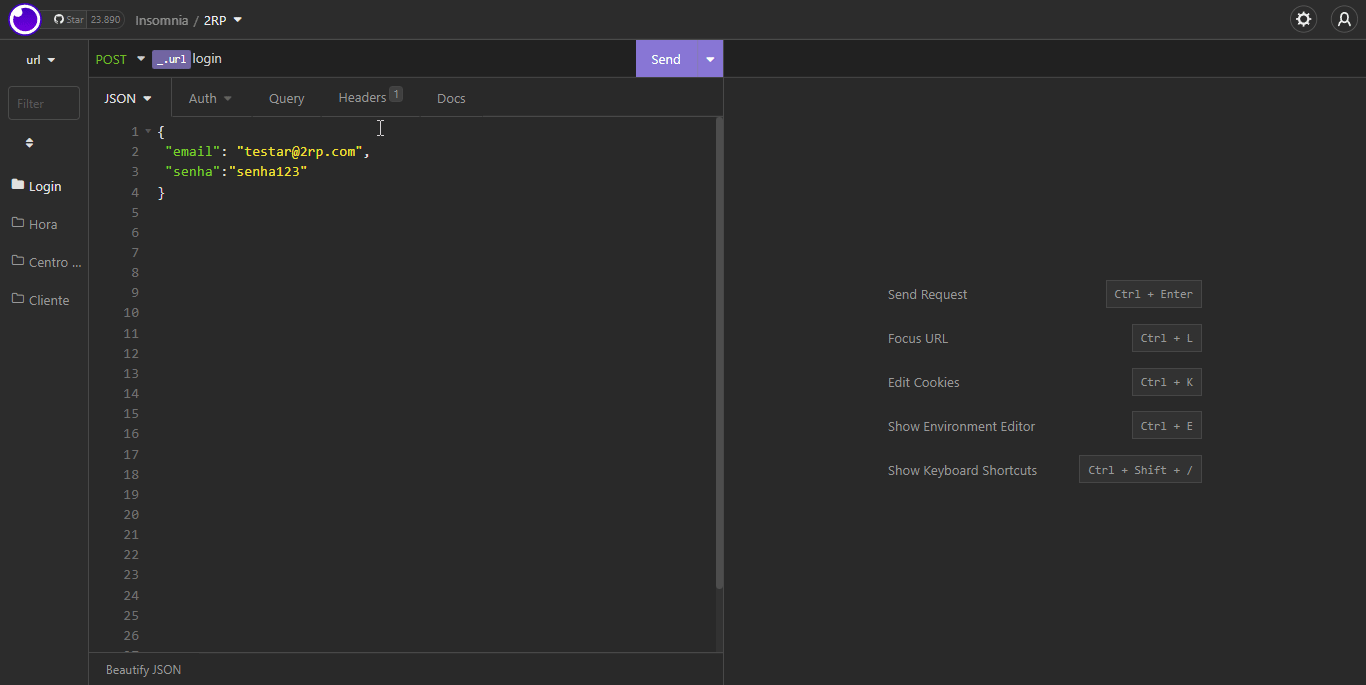 Star 23.890 Insomnia / 2RP
url
POST _.url login Send
Filter
JSON Auth Query Headers 1 Docs
Login
Hora
Centro ...
Cliente
1 {
2 "email": "testar@2rp.com",
3 "senha":"senha123"
4 }
5
6
7
8
9
10
11
12
13
14
15
16
17
18
19
20
21
22
23
24
25
26
Beautify JSON
Send Request Ctrl + Enter
Focus URL Ctrl + L
Edit Cookies Ctrl + K
Show Environment Editor Ctrl + E
Show Keyboard Shortcuts Ctrl + Shift + /